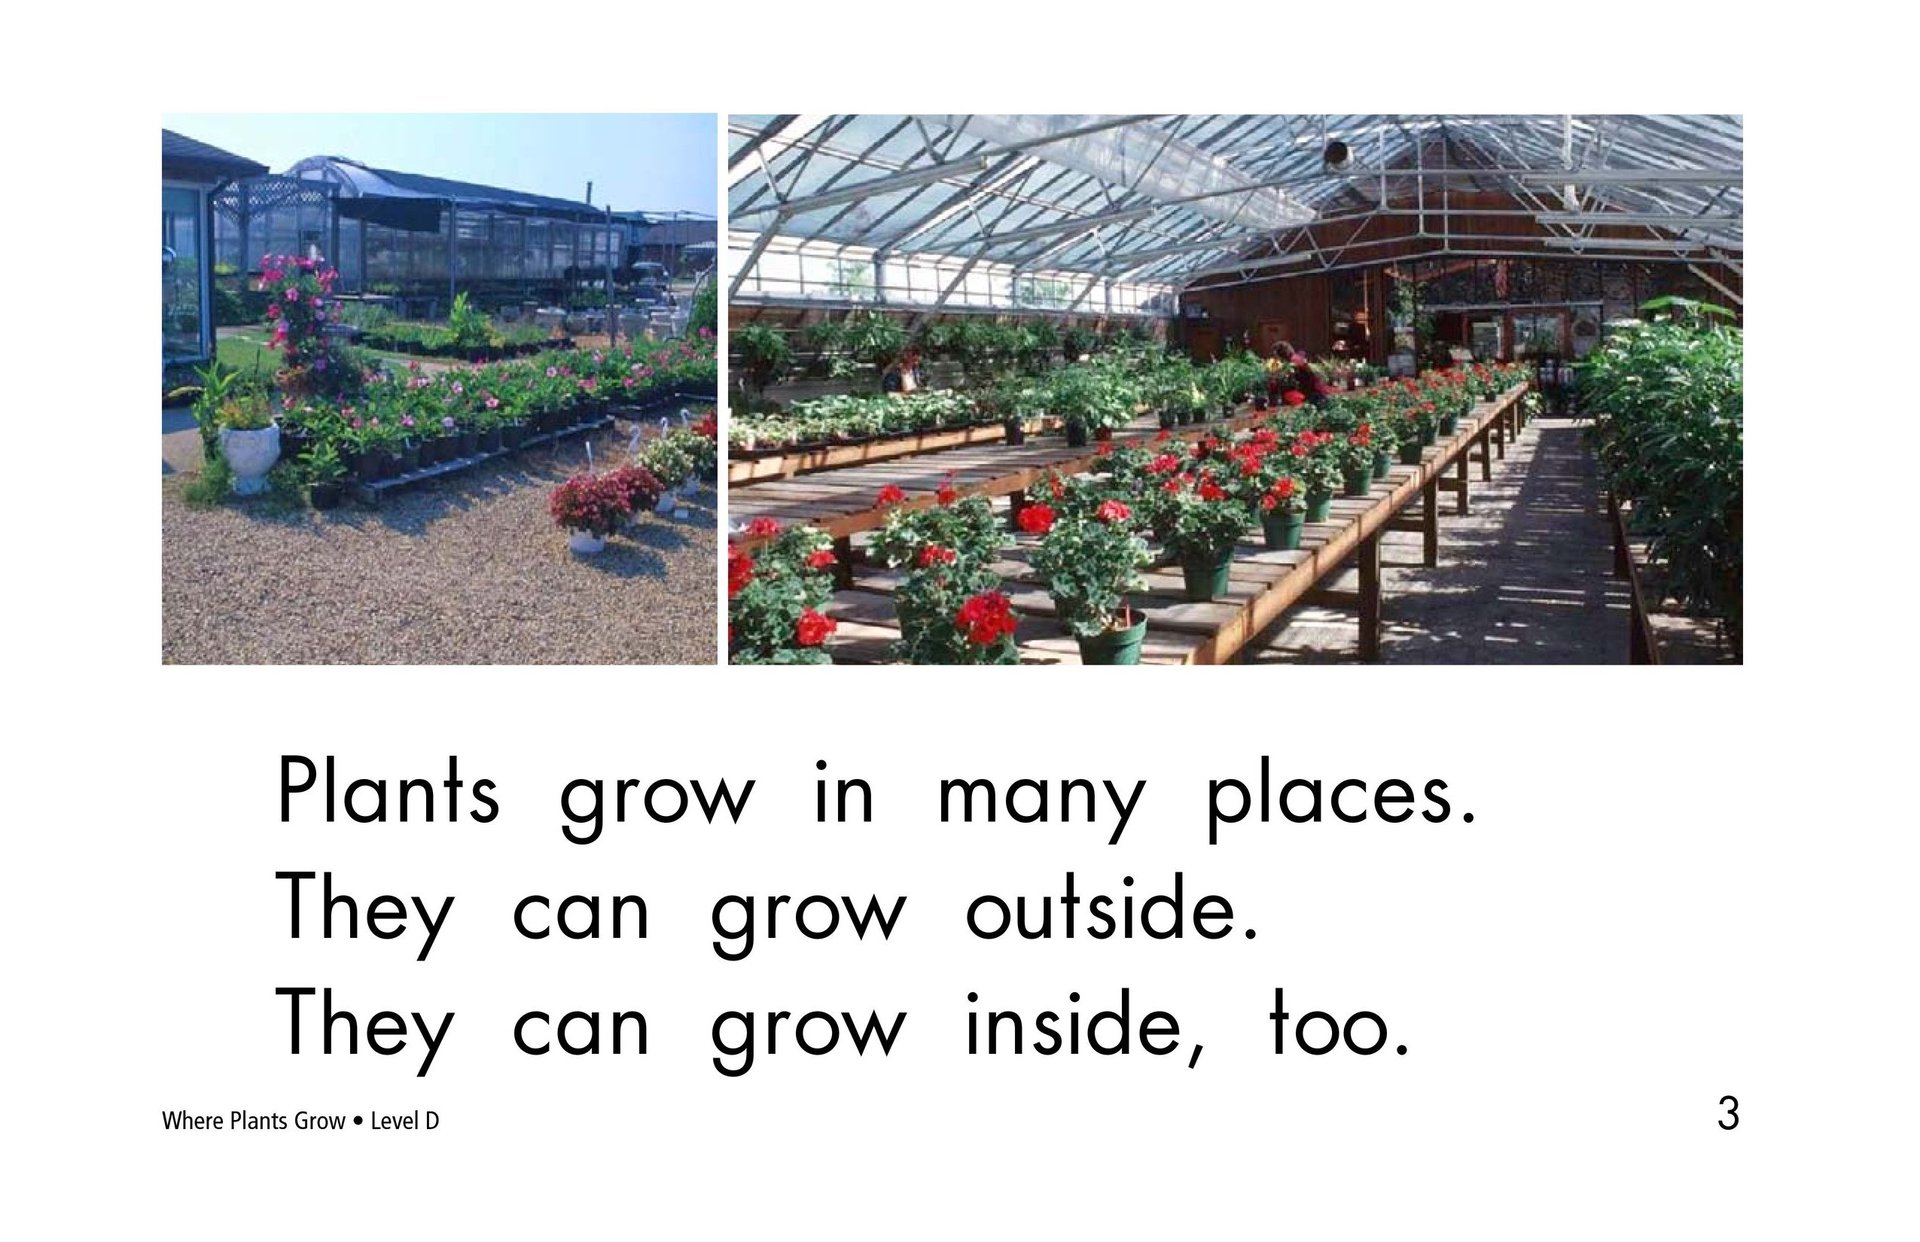 Plants grow in many places.
They can grow outside.
They can grow inside, too.
Where Plants Grow • Level D
3